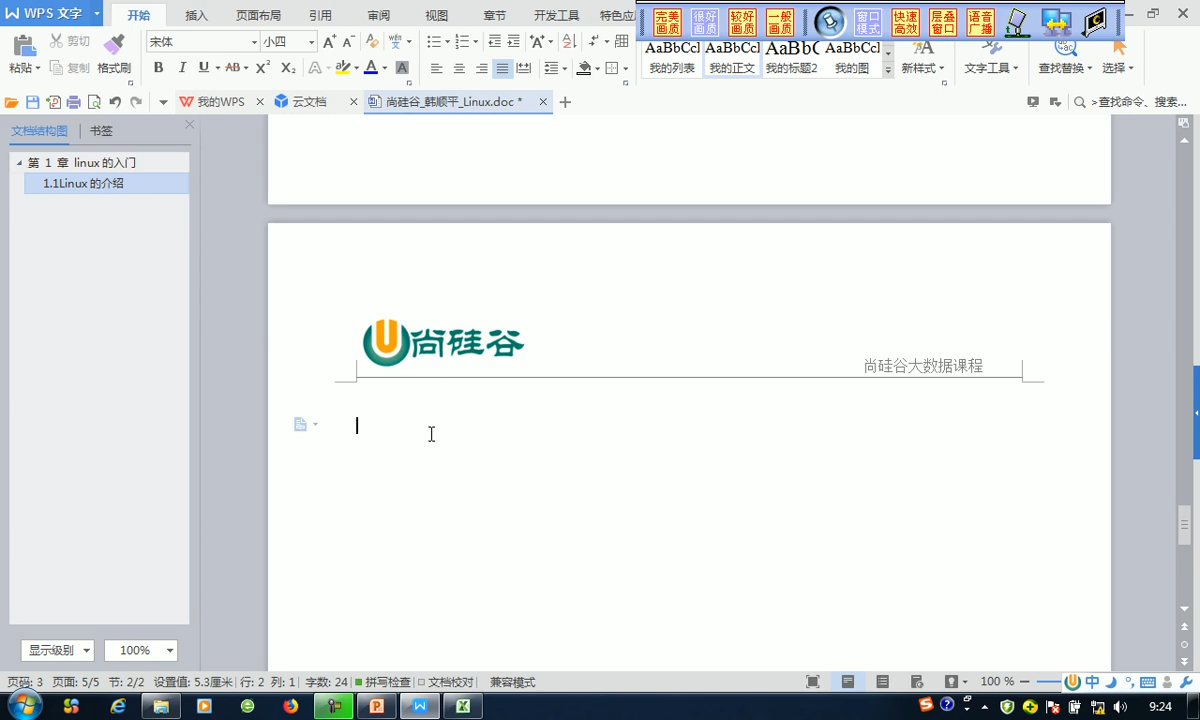 WPS 文字
开始
插入
页面布局
引用
审阅
视图
章节
开发工具
特色应
完美画质
很好画质
较好画质
一般画质
窗口模式
快速高效
层叠窗口
语音广播
粘贴
剪切
复制
格式刷
宋体
小四
AaBbCcl
AaBbCcl
AaBbC
AaBbCcl
我的列表
我的正文
我的标题2
我的图
新样式
文字工具
查找替换
选择
我的WPS
云文档
尚硅谷_韩顺平_Linux.doc *
>查找命令、搜索...
文档结构图
书签
第 1 章 linux的入门
1.1Linux 的介绍
尚硅谷
尚硅谷大数据课程
显示级别
100%
页码: 3 页面: 5/5 节: 2/2 设置值: 5.3厘米 行: 2 列: 1 字数: 24 拼写检查 文档校对 兼容模式
100 %
中
9:24